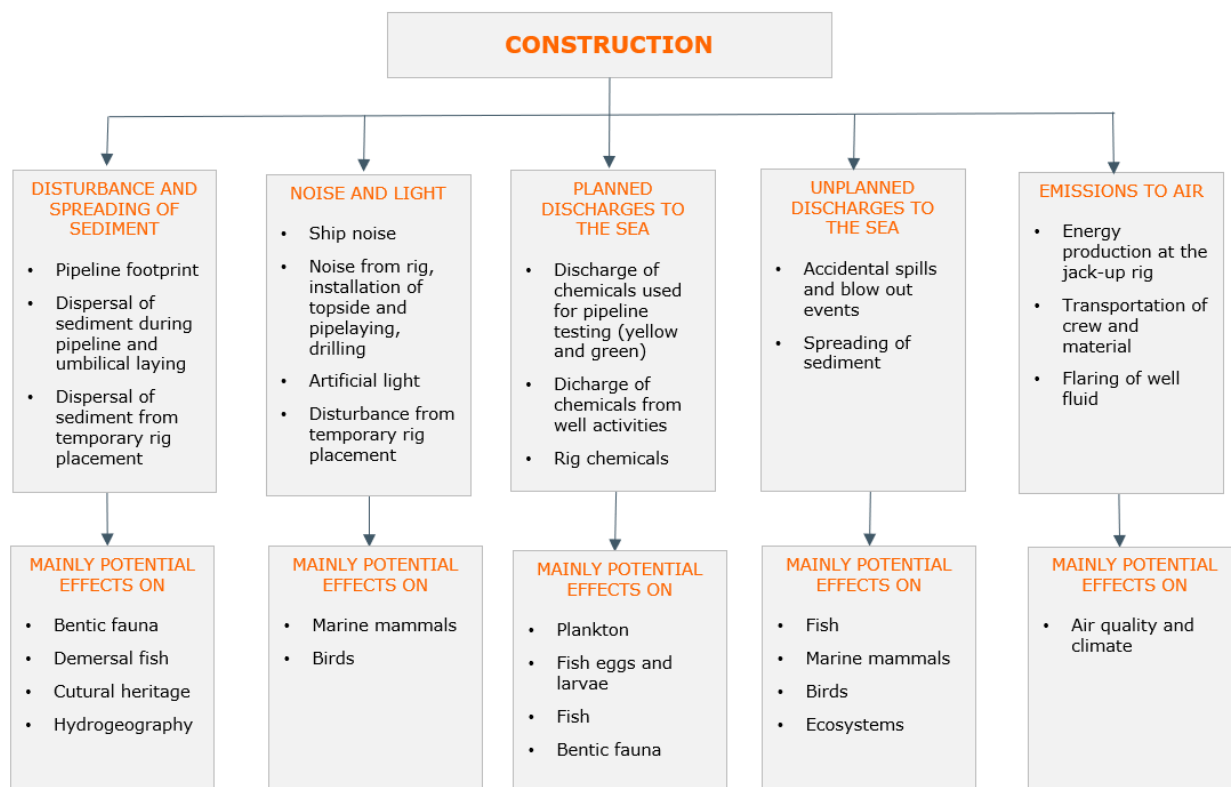 CONSTRUCTION
DISTURBANCE AND
SPREADING OF
SEDIMENT
• Pipeline footprint
• Dispersal of
sediment during
pipeline and
umbilical laying
• Dispersal of
sediment from
temporary rig
placement
NOISE AND LIGHT
• Ship noise
• Noise from rig,
installation of
topside and
pipelaying,
drilling
• Artificial light
• Disturbance from
temporary rig
placement
PLANNED
DISCHARGES TO
THE SEA
• Discharge of
chemicals used
for pipeline
testing (yellow
and green)
• Dicharge of
chemicals from
well activities
• Rig chemicals
UNPLANNED
DISCHARGES TO
THE SEA
• Accidental spills
and blow out
events
• Spreading of
sediment
EMISSIONS TO AIR
• Energy
production at the
jack-up rig
• Transportation of
crew and
material
• Flaring of well
fluid
MAINLY POTENTIAL
EFFECTS ON
• Bentic fauna
• Demersal fish
• Cutural heritage
• Hydrogeography
MAINLY POTENTIAL
EFFECTS ON
• Marine mammals
• Birds
MAINLY POTENTIAL
EFFECTS ON
• Plankton
• Fish eggs and
larvae
• Fish
• Bentic fauna
MAINLY POTENTIAL
EFFECTS ON
• Fish
• Marine mammals
• Birds
• Ecosystems
MAINLY POTENTIAL
EFFECTS ON
• Air quality and
climate